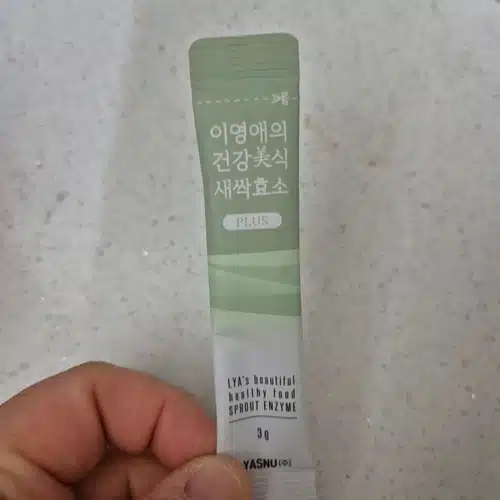 이영애의
건강美식
새싹효소
PLUS
LYA's beautiful
healthy food
SPROUT ENZYME
3g
YASNU(주)